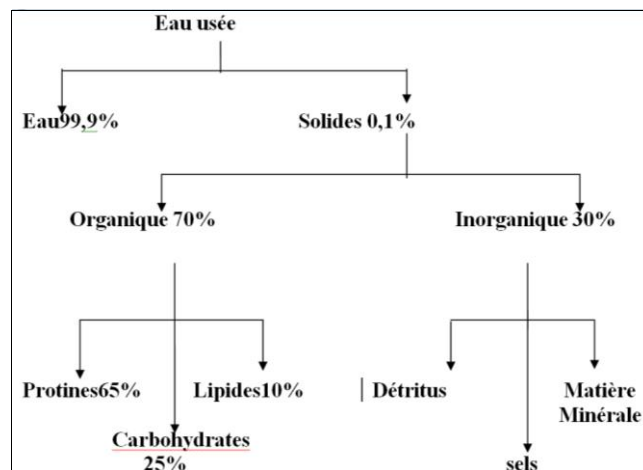 Eau usée
Eau99,9%
Solides 0,1%
Organique 70%
Inorganique 30%
Protines65%
Lipides10%
Détritus
Matière
Minérale
Carbohydrates
25%
sels